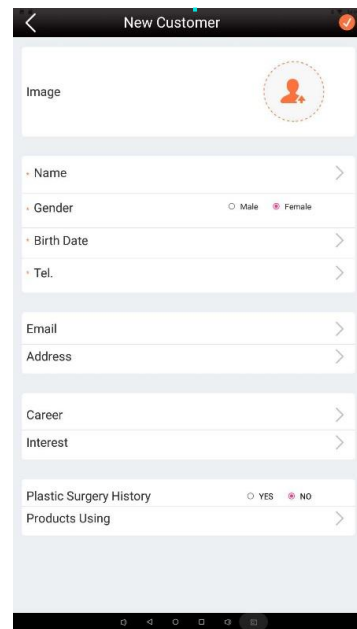 New Customer
Image
* Name
* Gender Male Female
* Birth Date
* Tel.
Email
Address
Career
Interest
Plastic Surgery History YES NO
Products Using